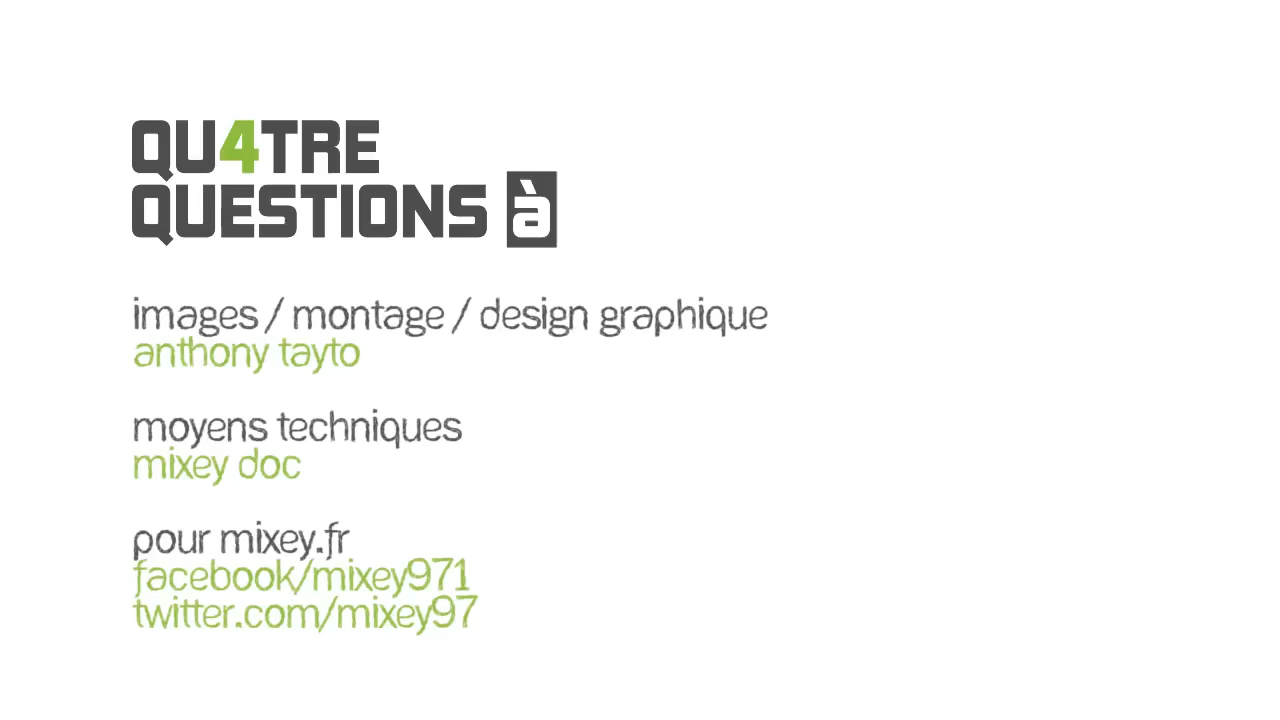 QU4TRE
QUESTIONS à
images / montage / design graphique
anthony tayto
moyens techniques
mixey doc
pour mixey.fr
facebook/mixey971
twitter.com/mixey97